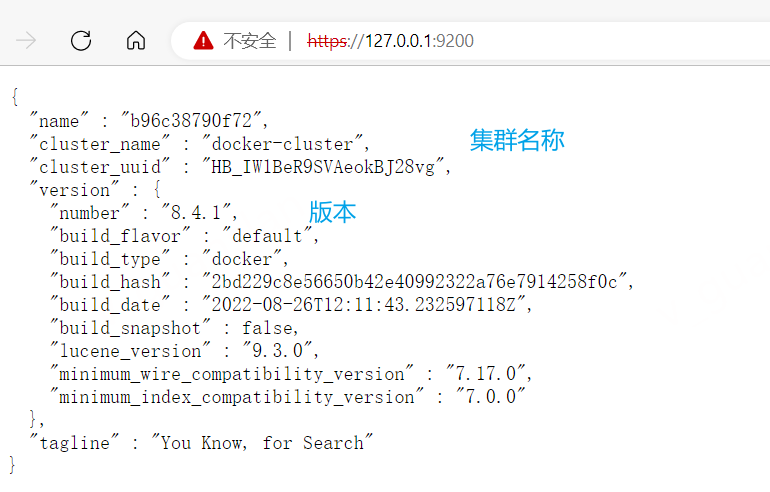 不安全 | https://127.0.0.1:9200
{
"name" : "b96c38790f72",
"cluster_name" : "docker-cluster", 集群名称
"cluster_uuid" : "HB_IWlBeR9SVAeokBJ28vg",
"version" : {
"number" : "8.4.1", 版本
"build_flavor" : "default",
"build_type" : "docker",
"build_hash" : "2bd229c8e56650b42e40992322a76e7914258f0c",
"build_date" : "2022-08-26T12:11:43.232597118Z",
"build_snapshot" : false,
"lucene_version" : "9.3.0",
"minimum_wire_compatibility_version" : "7.17.0",
"minimum_index_compatibility_version" : "7.0.0"
},
"tagline" : "You Know, for Search"
}